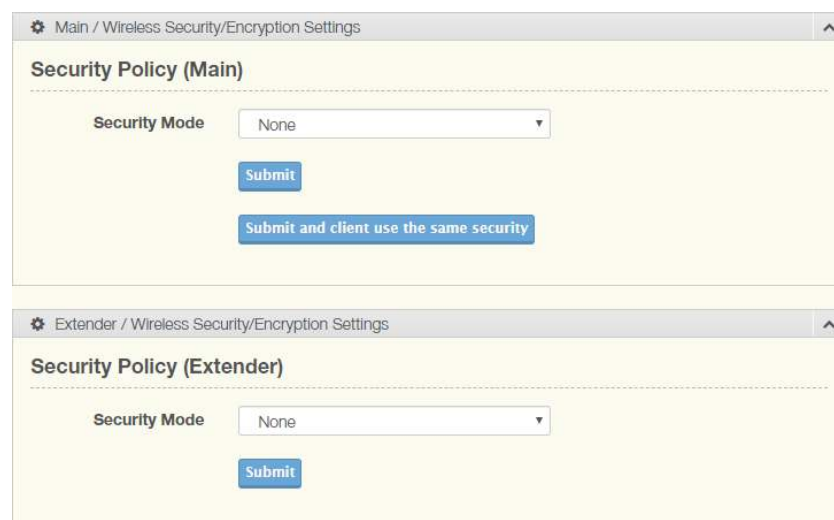 Main / Wireless Security/Encryption Settings
Security Policy (Main)
Security Mode None
Submit
Submit and client use the same security
Extender / Wireless Security/Encryption Settings
Security Policy (Extender)
Security Mode None
Submit